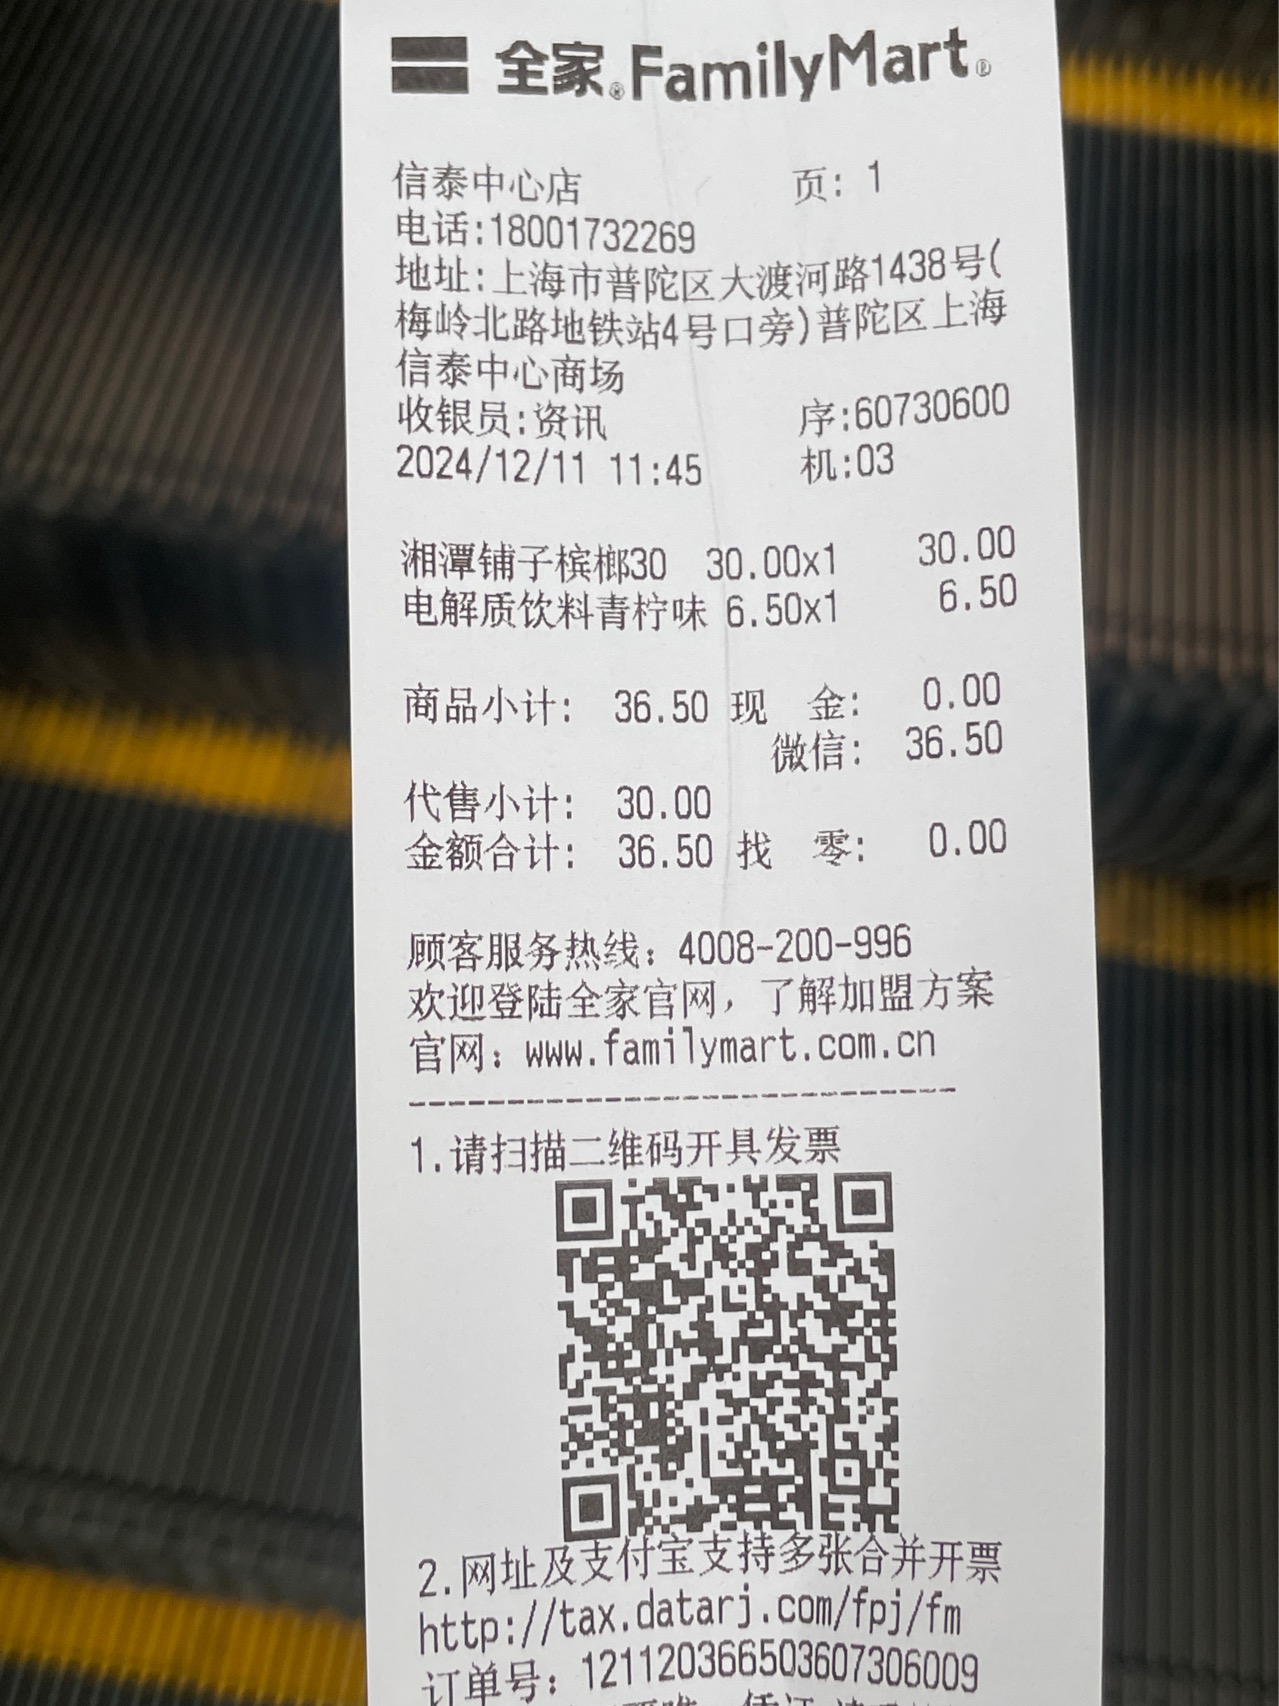 全家®FamilyMart®
信泰中心店 页: 1
电话:18001732269
地址:上海市普陀区大渡河路1438号(
梅岭北路地铁站4号口旁)普陀区上海
信泰中心商场
收银员:资讯 序:60730600
2024/12/11 11:45 机:03
湘潭铺子槟榔30 30.00x1 30.00
电解质饮料青柠味 6.50x1 6.50
商品小计: 36.50 现 金: 0.00
微信: 36.50
代售小计: 30.00
金额合计: 36.50 找 零: 0.00
顾客服务热线: 4008-200-996
欢迎登陆全家官网，了解加盟方案
官网: www.familymart.com.cn
1.请扫描二维码开具发票
2.网址及支付宝支持多张合并开票
http://tax.datarj.com/fpj/fm
订单号: 121120366503607306009